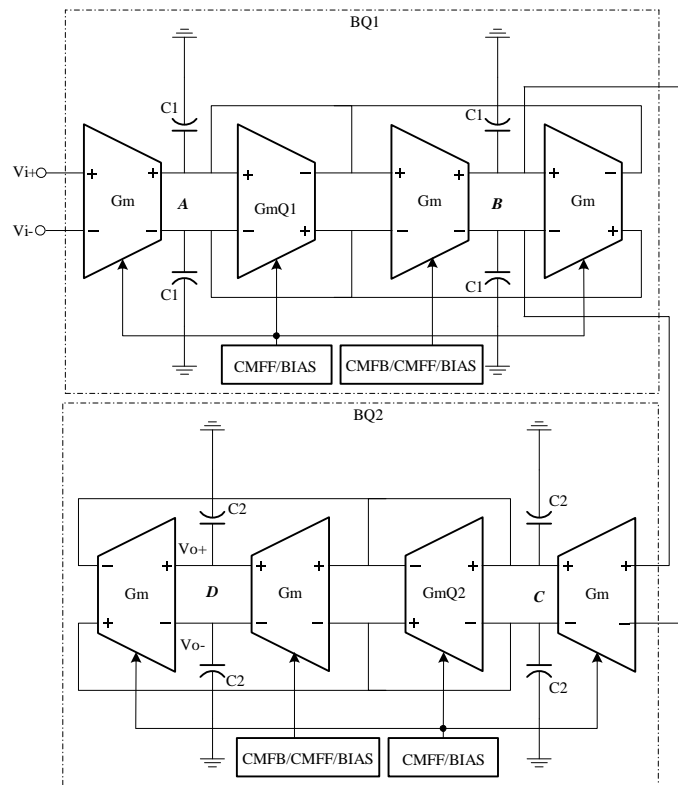 BQ1
C1 C1
Vi+ + + + − + + + −
Gm A GmQ1 Gm B Gm
Vi- − − − + − − − +
C1 C1
CMFF/BIAS CMFB/CMFF/BIAS
BQ2
C2 C2
Vo+
− + + + − + + +
Gm D Gm GmQ2 C Gm
+ − − − + − − −
Vo-
C2 C2
CMFB/CMFF/BIAS CMFF/BIAS